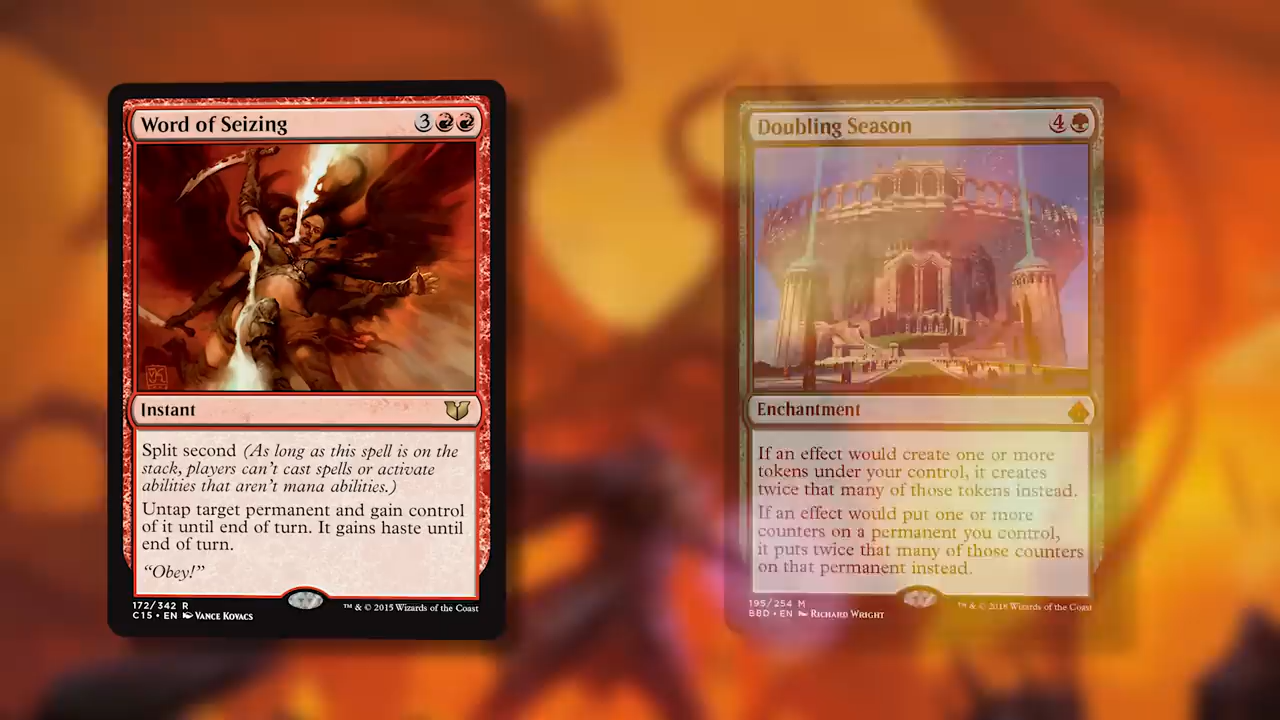 Word of Seizing
3
Instant
Split second (As long as this spell is on the
stack, players can't cast spells or activate
abilities that aren't mana abilities.)
Untap target permanent and gain control
of it until end of turn. It gains haste until
end of turn.
“Obey!”
172/342 R
C15 • EN VANCE KOVACS
™ & © 2015 Wizards of the Coast
Doubling Season
4
Enchantment
If an effect would create one or more
tokens under your control, it creates
twice that many of those tokens instead.
If an effect would put one or more
counters on a permanent you control,
it puts twice that many of those counters
on that permanent instead.
195/254 M
BBD • EN RICHARD WRIGHT
™ & © 2018 Wizards of the Coast